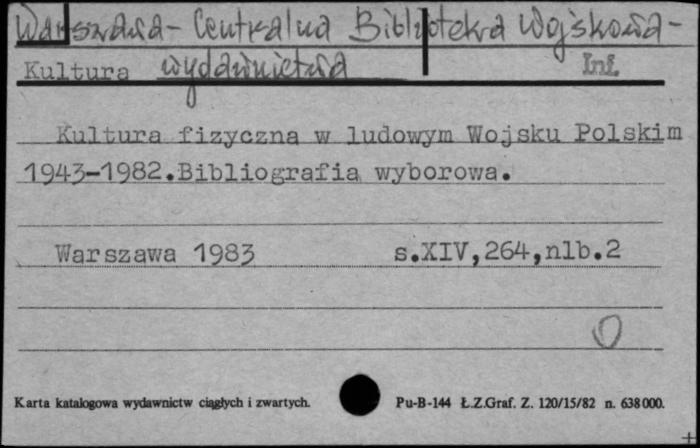 Warszawa - Centralna Biblioteka Wojskowa -
wydawnictwa
Kultura Inf.
Kultura fizyczna w ludowym Wojsku Polskim
1943-1982.Bibliografia wyborowa.
Warszawa 1983 s.XIV,264,nlb.2
O
Karta katalogowa wydawnictw ciągłych i zwartych. Pu-B-144 Ł.Z.Graf. Z. 120/15/82 n. 638000.